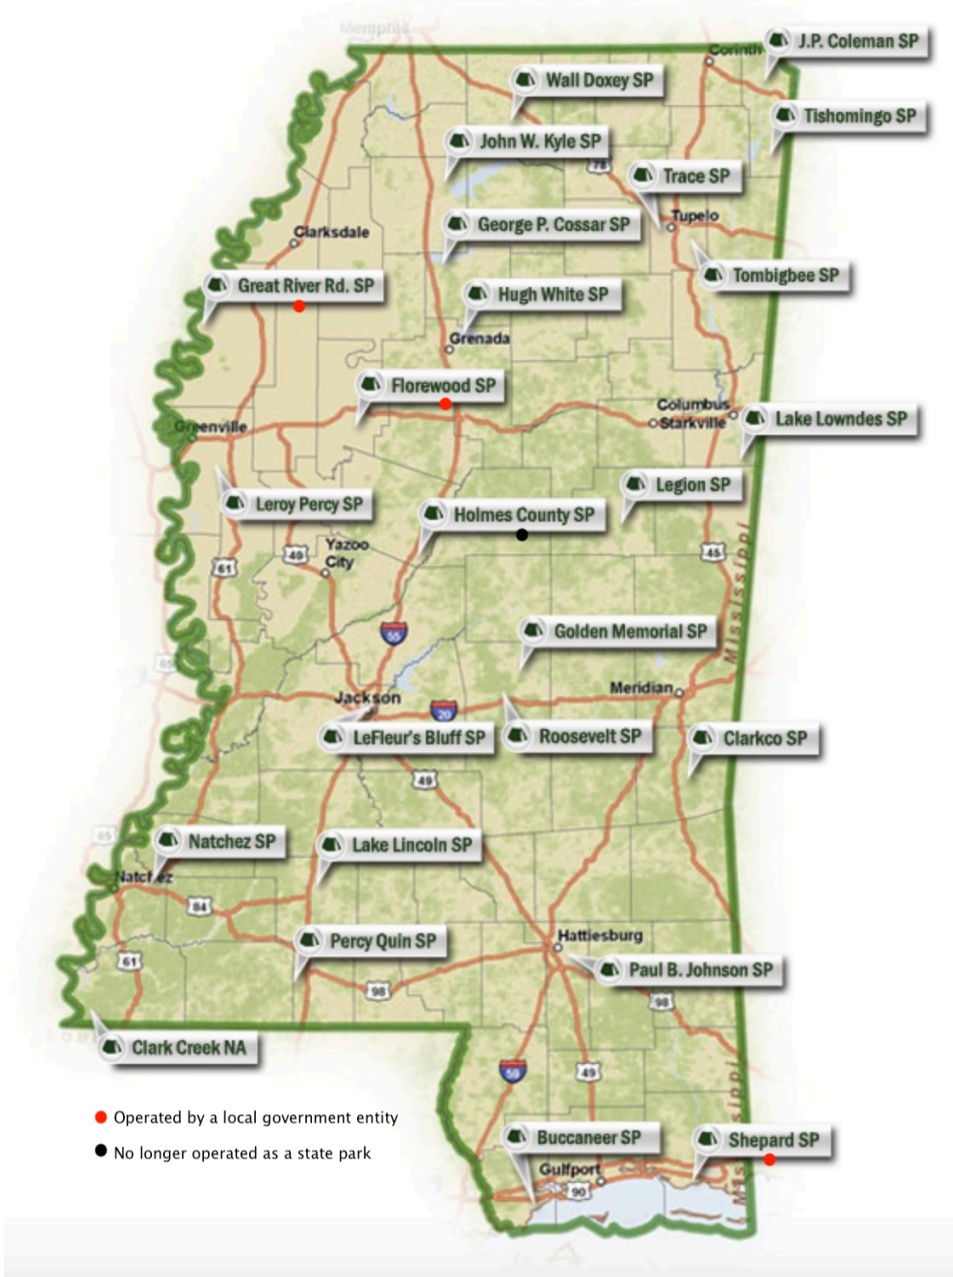 Memphis
Corinth
J.P. Coleman SP
Wall Doxey SP
Tishomingo SP
John W. Kyle SP
78
Trace SP
Tupelo
George P. Cossar SP
Clarksdale
Tombigbee SP
Great River Rd. SP
Hugh White SP
Grenada
Florewood SP
Columbus
Starkville
Lake Lowndes SP
Greenville
Legion SP
Leroy Percy SP
Holmes County SP
Yazoo
City
49
61
45
Mississippi
55
Golden Memorial SP
65
Meridian
Jackson
20
LeFleur's Bluff SP
Roosevelt SP
Clarkco SP
49
65
Natchez SP
Lake Lincoln SP
Natchez
84
Hattiesburg
Percy Quin SP
61
Paul B. Johnson SP
98
98
Clark Creek NA
59
49
Mississippi
Operated by a local government entity
No longer operated as a state park
Buccaneer SP
Shepard SP
Gulfport
90